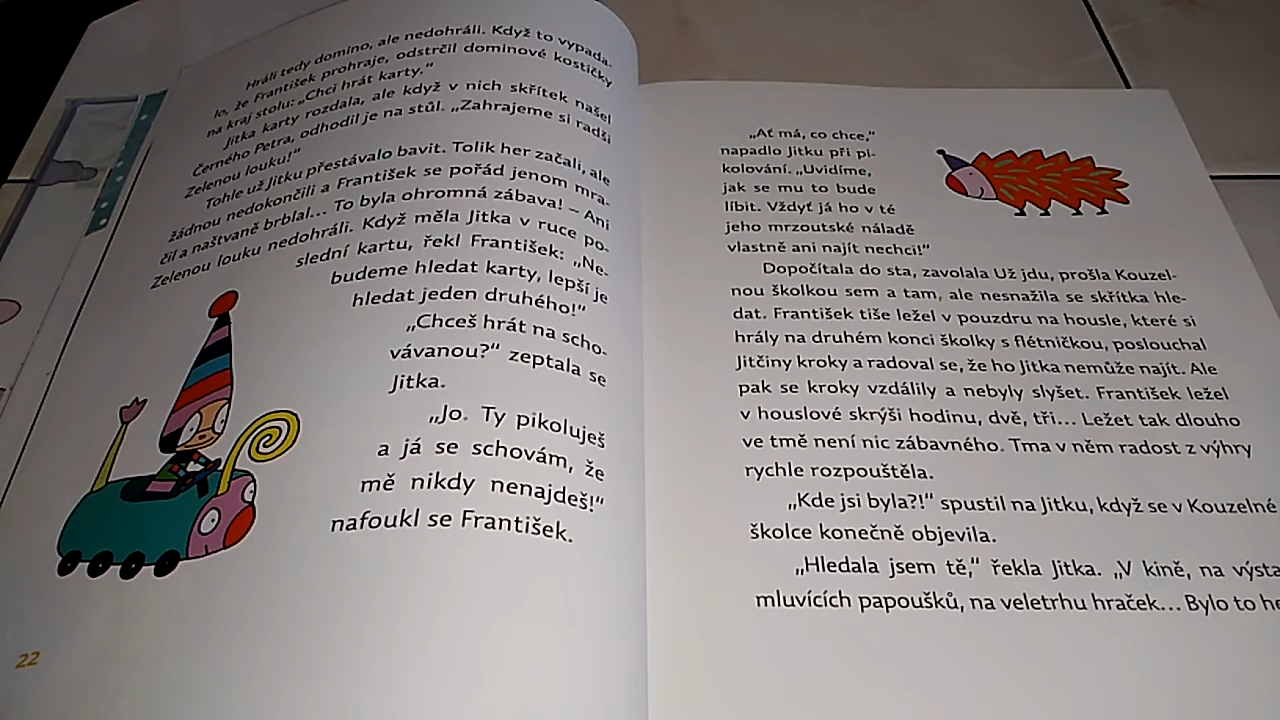 Hráli tedy domino, ale nedohráli. Když to vypada-
lo, že František prohraje, odstrčil dominové kostičky
na kraj stolu: „Chci hrát karty.“
Jitka karty rozdala, ale když v nich skřítek našel
Černého Petra, odhodil je na stůl. „Zahrajeme si radši
Zelenou louku!“
Tohle už Jitku přestávalo bavit. Tolik her začali, ale
žádnou nedokončili a František se pořád jenom mra-
čil a naštvaně brblal... To byla ohromná zábava! – Ani
Zelenou louku nedohráli. Když měla Jitka v ruce po-
slední kartu, řekl František: „Ne-
budeme hledat karty, lepší je
hledat jeden druhého!“
„Chceš hrát na scho-
vávanou?“ zeptala se
Jitka.
„Jo. Ty pikoluješ
a já se schovám, že
mě nikdy nenajdeš!“
nafoukl se František.
22
„Ať má, co chce,“
napadlo Jitku při pi-
kolování. „Uvidíme,
jak se mu to bude
líbit. Vždyť já ho v té
jeho mrzoutské náladě
vlastně ani najít nechci!“
Dopočítala do sta, zavolala Už jdu, prošla Kouzel-
nou školkou sem a tam, ale nesnažila se skřítka hle-
dat. František tiše ležel v pouzdru na housle, které si
hrály na druhém konci školky s flétničkou, poslouchal
Jitčiny kroky a radoval se, že ho Jitka nemůže najít. Ale
pak se kroky vzdálily a nebyly slyšet. František ležel
v houslové skrýši hodinu, dvě, tři... Ležet tak dlouho
ve tmě není nic zábavného. Tma v něm radost z výhry
rychle rozpouštěla.
„Kde jsi byla?!“ spustil na Jitku, když se v Kouzelné
školce konečně objevila.
„Hledala jsem tě,“ řekla Jitka. „V kině, na výsta
mluvících papoušků, na veletrhu hraček... Bylo to he